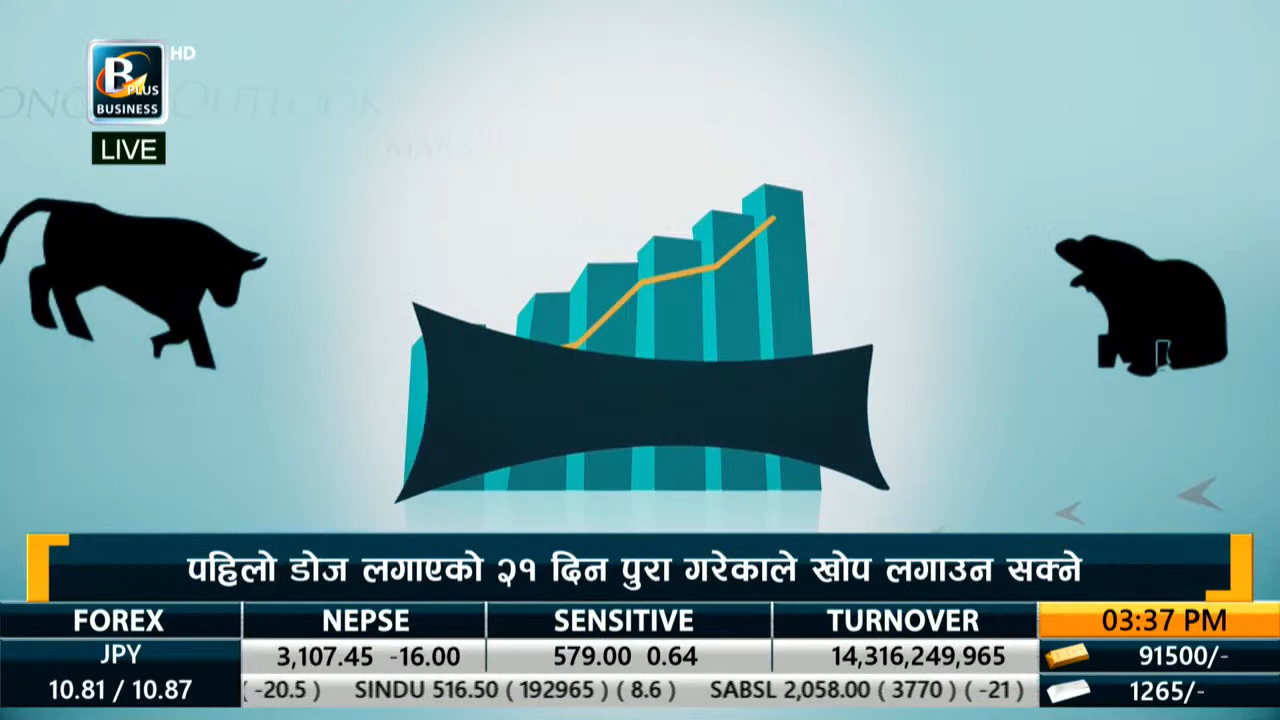 B
PLUS
BUSINESS
HD
LIVE
OUTLOOK
पहिलो डोज लगाएको २१ दिन पुरा गरेकाले खोप लगाउन सक्ने
FOREX NEPSE SENSITIVE TURNOVER 03:37 PM
JPY 3,107.45 -16.00 579.00 0.64 14,316,249,965 91500/-
10.81 / 10.87 ( -20.5 ) SINDU 516.50 ( 192965 ) ( 8.6 ) SABSL 2,058.00 ( 3770 ) ( -21 ) 1265/-